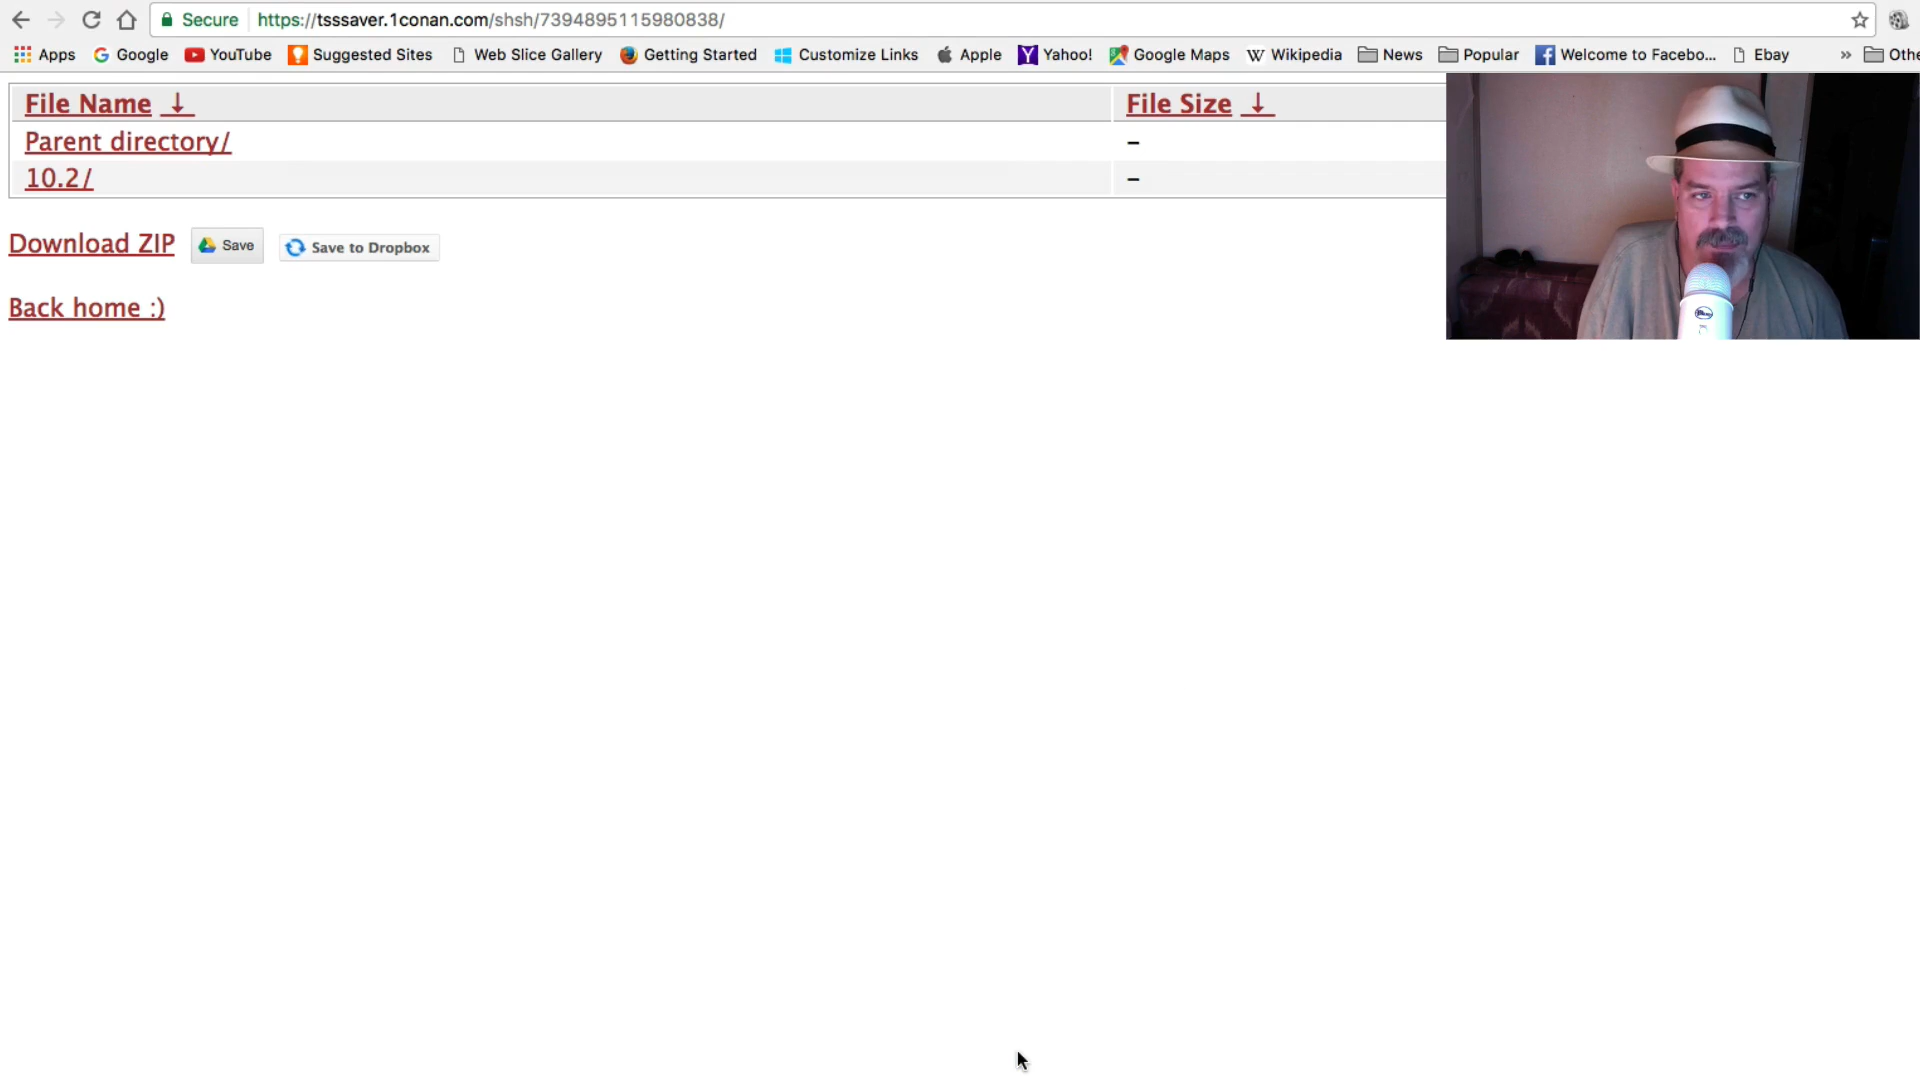 Secure https://tsssaver.1conan.com/shsh/7394895115980838/
Apps Google YouTube Suggested Sites Web Slice Gallery Getting Started Customize Links Apple Yahoo! Google Maps Wikipedia News Popular Welcome to Facebo... Ebay » Othe
File Name ↓ File Size ↓
Parent directory/ –
10.2/ –
Download ZIP Save Save to Dropbox
Back home :)